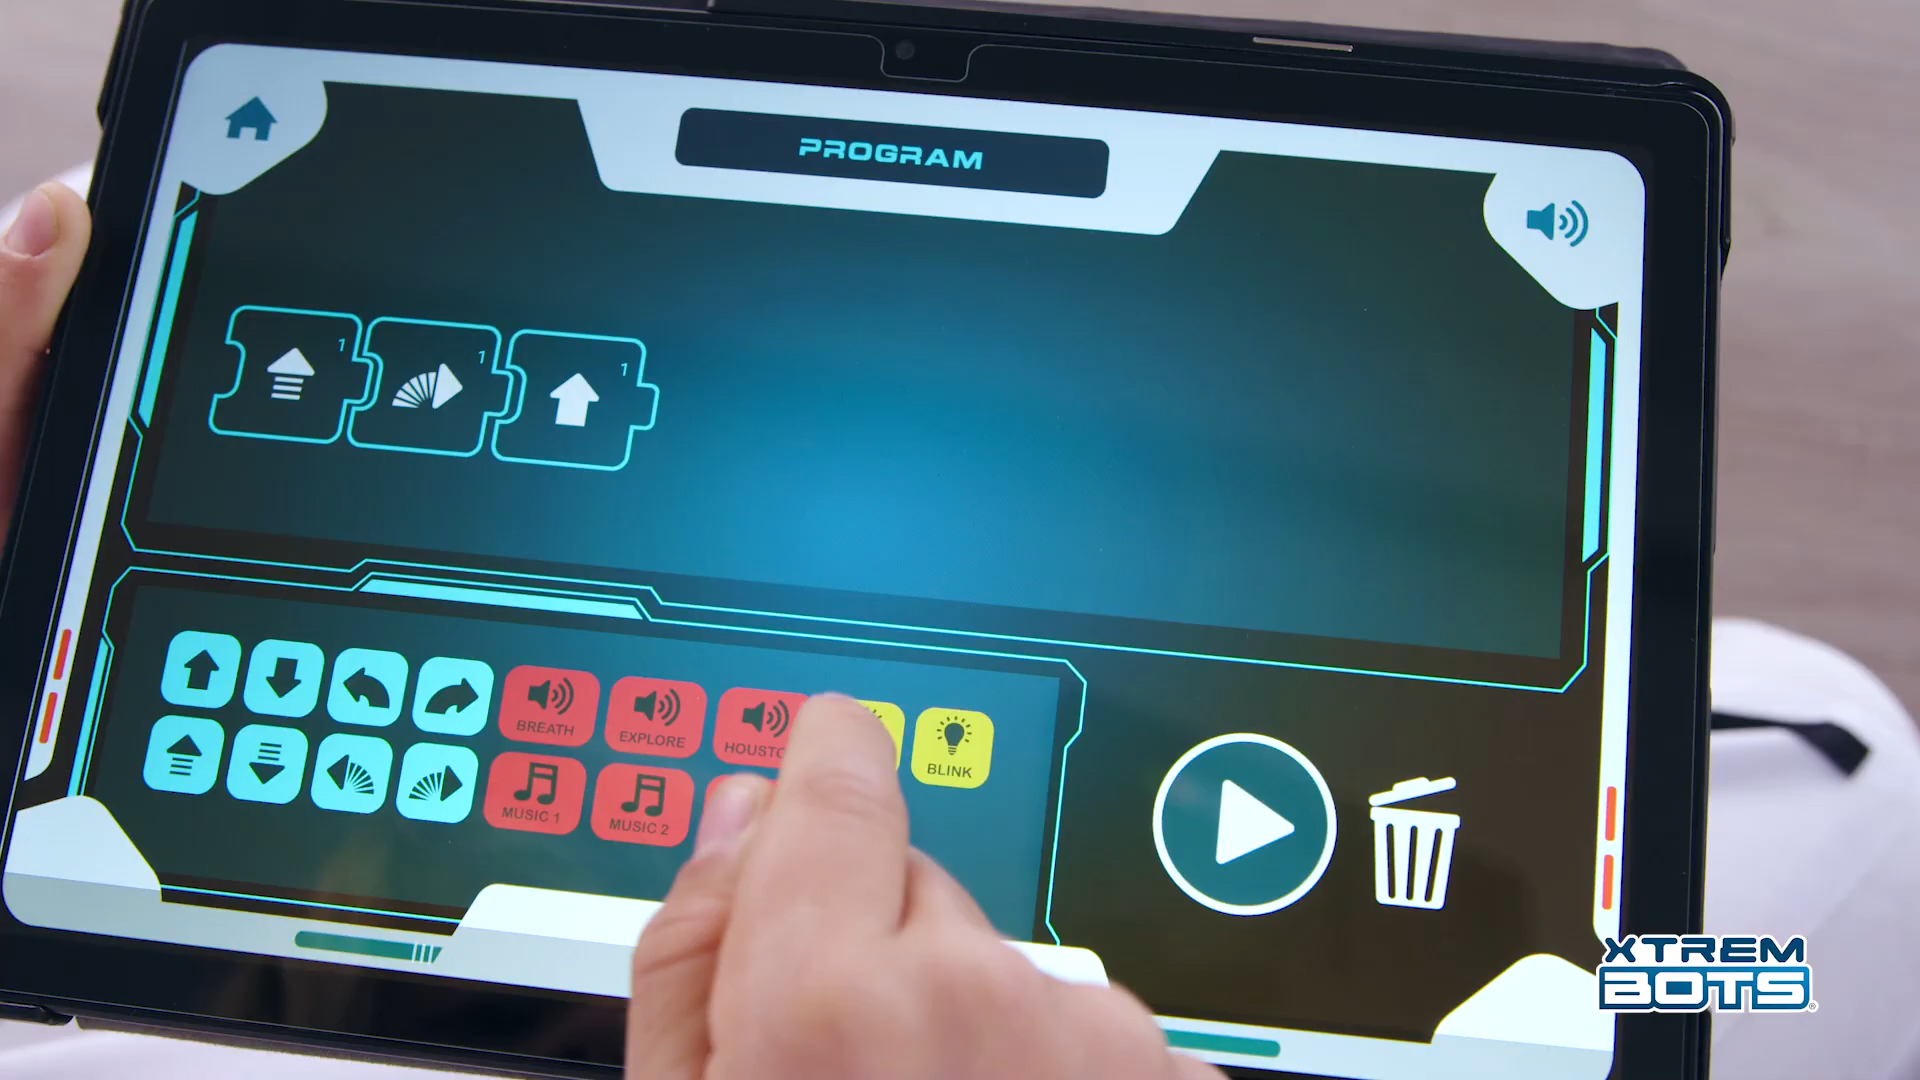 PROGRAM
1
1
1
BREATH
EXPLORE
BLINK
MUSIC 1
MUSIC 2
XTREM
BOTS®